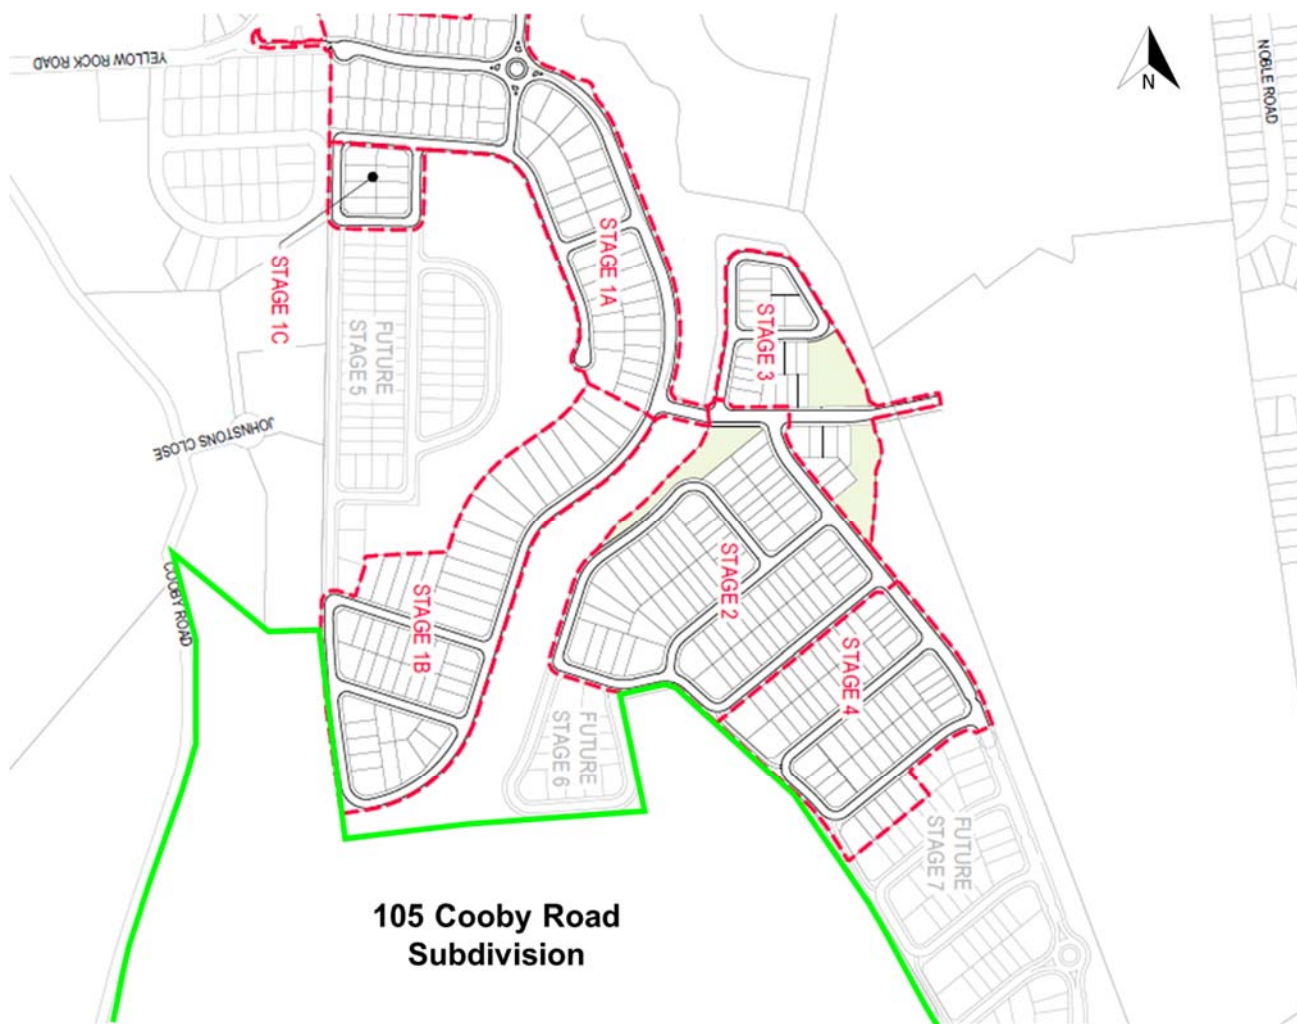 YELLOW ROCK ROAD
NOBLE ROAD
N
STAGE 1A
STAGE 1C
STAGE 3
FUTURE
STAGE 5
JOHNSTONS CLOSE
STAGE 2
COOBY ROAD
STAGE 1B
STAGE 4
FUTURE
STAGE 6
FUTURE
STAGE 7
105 Cooby Road
Subdivision